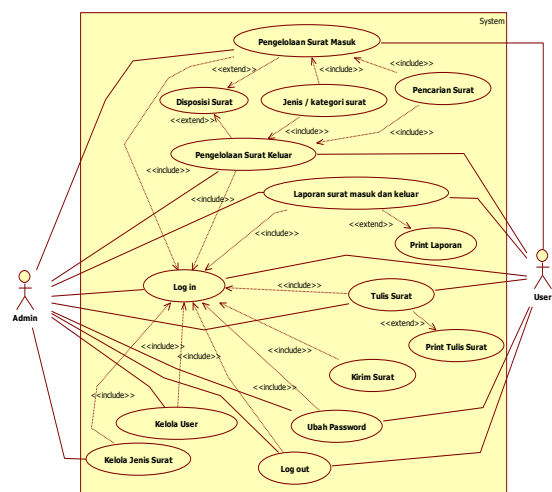 System
Pengelolaan Surat Masuk
<<extend>>
<<include>>
<<include>>
Disposisi Surat
Jenis / kategori surat
Pencarian Surat
<<extend>>
<<include>>
<<include>>
Pengelolaan Surat Keluar
<<include>>
<<include>>
Laporan surat masuk dan keluar
<<extend>>
<<include>>
Print Laporan
Log in
<<include>>
Tulis Surat
Admin
User
<<extend>>
Print Tulis Surat
<<include>>
<<include>>
<<include>>
<<include>>
<<include>>
Kirim Surat
Kelola User
Ubah Password
Kelola Jenis Surat
Log out